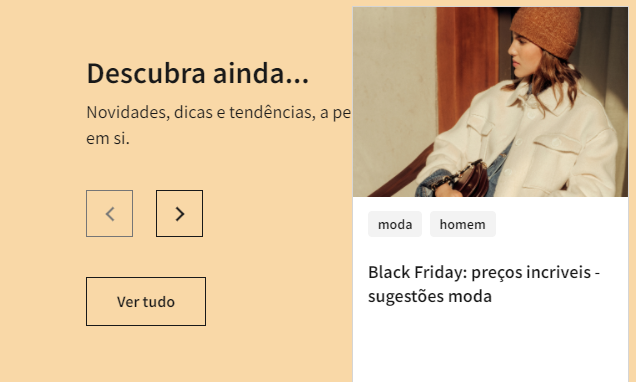 Descubra ainda...
Novidades, dicas e tendências, a pe
em si.
Ver tudo
moda
homem
Black Friday: preços incriveis -
sugestões moda